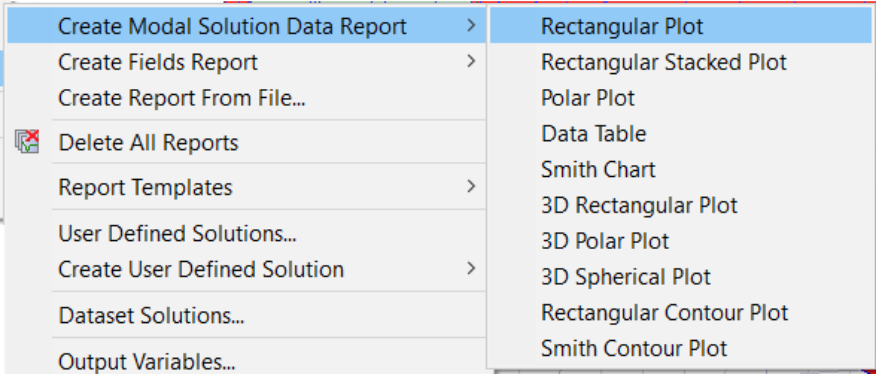 Create Modal Solution Data Report
Create Fields Report
Create Report From File...
Delete All Reports
Report Templates
User Defined Solutions...
Create User Defined Solution
Dataset Solutions...
Output Variables...
Rectangular Plot
Rectangular Stacked Plot
Polar Plot
Data Table
Smith Chart
3D Rectangular Plot
3D Polar Plot
3D Spherical Plot
Rectangular Contour Plot
Smith Contour Plot